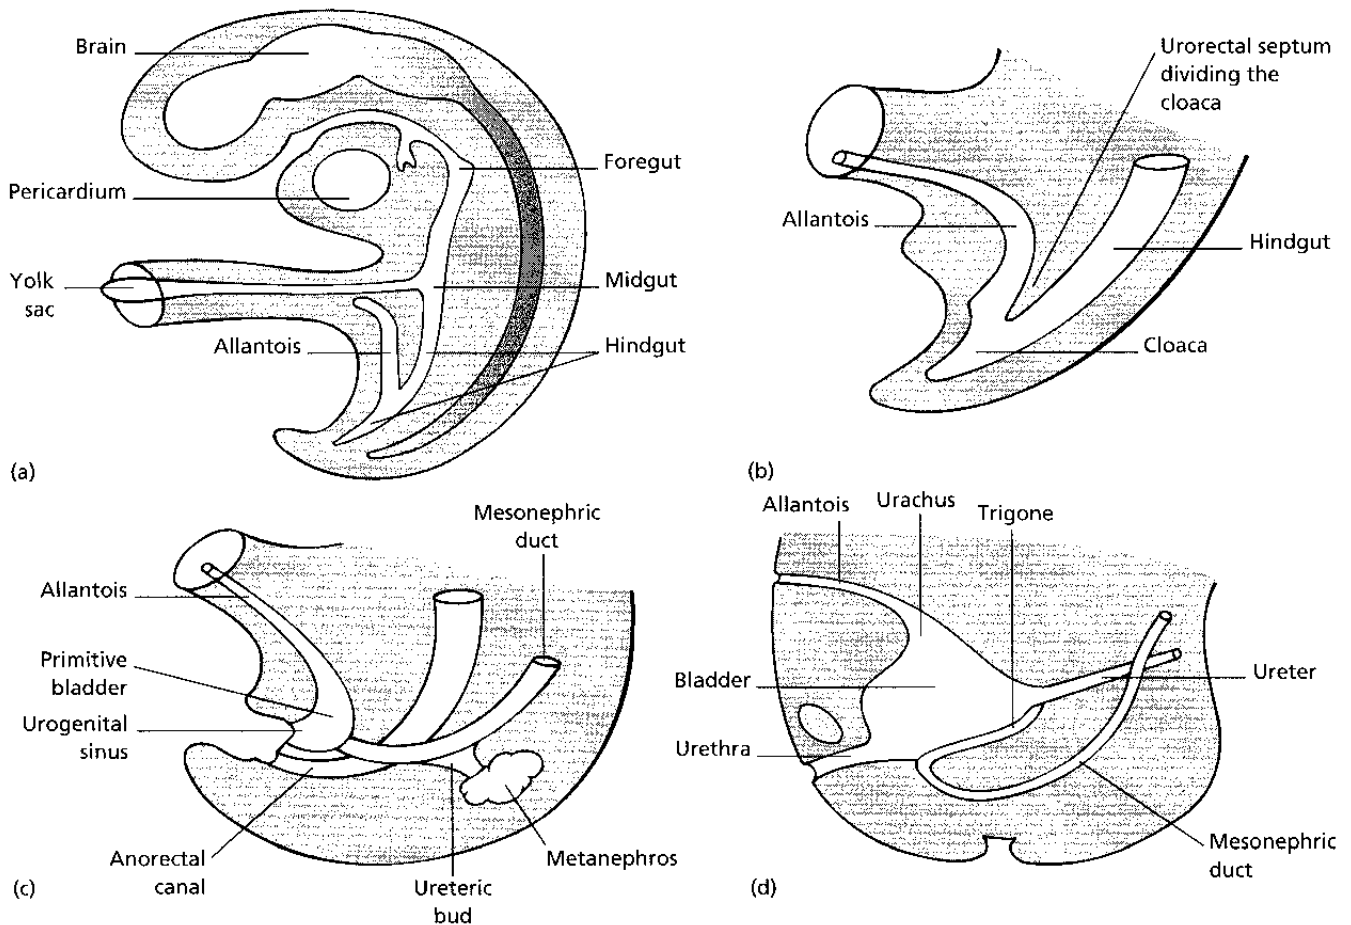 Brain
Pericardium
Yolk
sac
Allantois
Foregut
Midgut
Hindgut
(a)
Urorectal septum
dividing the
cloaca
Allantois
Hindgut
Cloaca
(b)
Mesonephric
duct
Allantois
Primitive
bladder
Urogenital
sinus
Anorectal
canal
Ureteric
bud
Metanephros
(c)
Allantois
Urachus
Trigone
Bladder
Urethra
Ureter
Mesonephric
duct
(d)